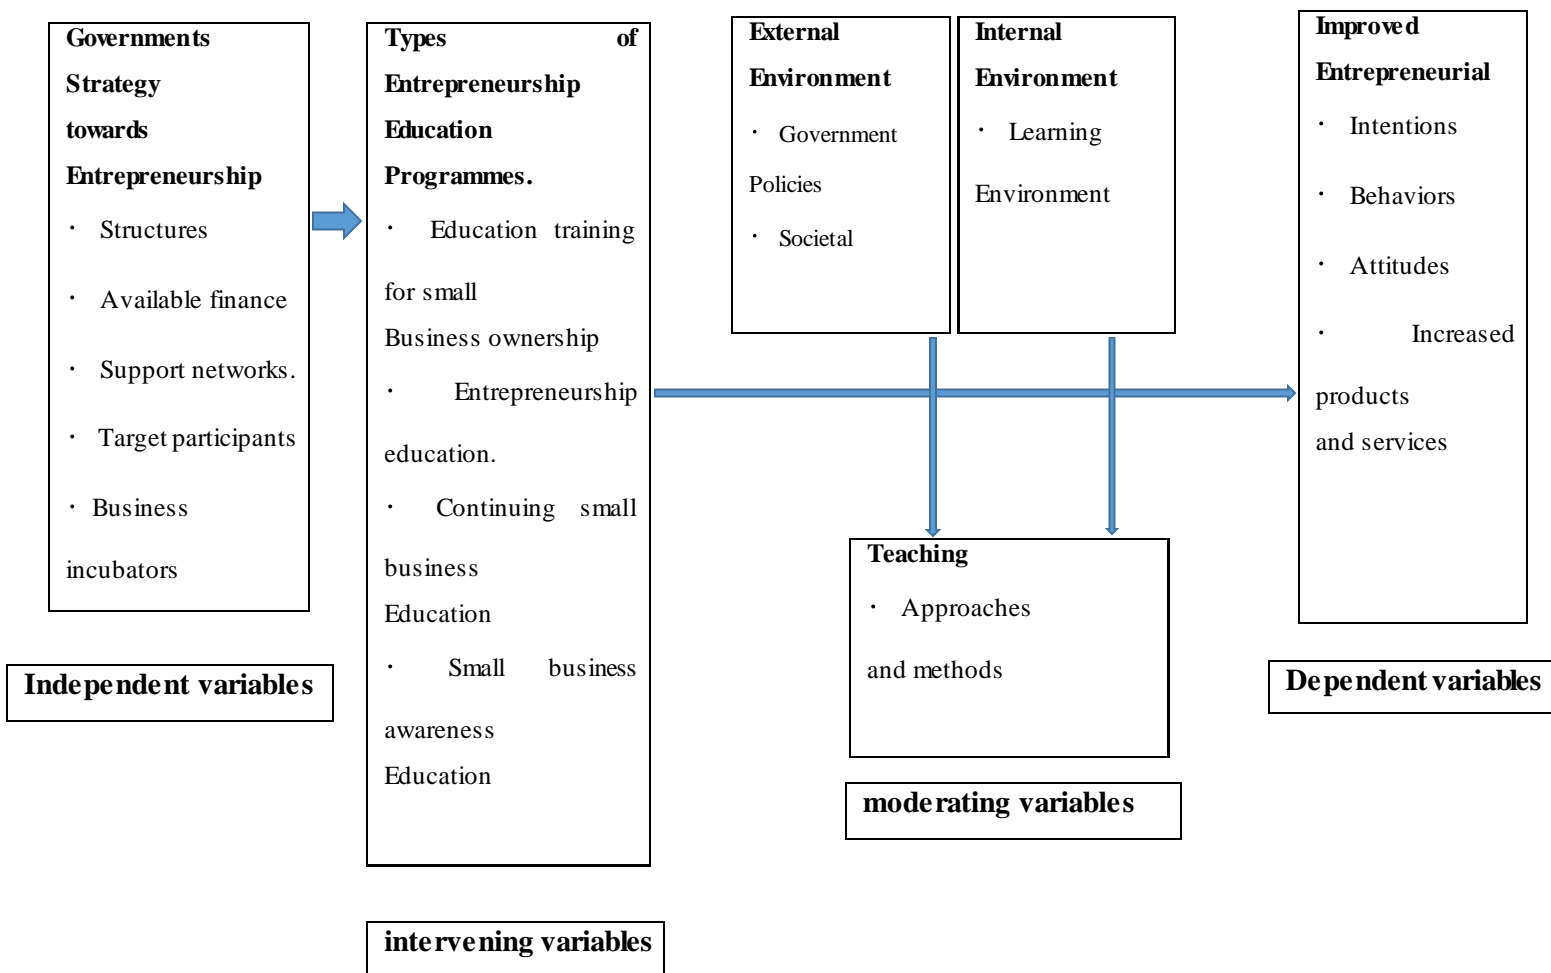 Governments
Strategy
towards
Entrepreneurship
· Structures
· Available finance
· Support networks.
· Target participants
· Business
incubators
Independent variables
Types of
Entrepreneurship
Education
Programmes.
· Education training
for small
Business ownership
· Entrepreneurship
education.
· Continuing small
business
Education
· Small business
awareness
Education
intervening variables
External
Environment
· Government
Policies
· Societal
Internal
Environment
· Learning
Environment
Teaching
· Approaches
and methods
moderating variables
Improved
Entrepreneurial
· Intentions
· Behaviors
· Attitudes
· Increased
products
and services
Dependent variables